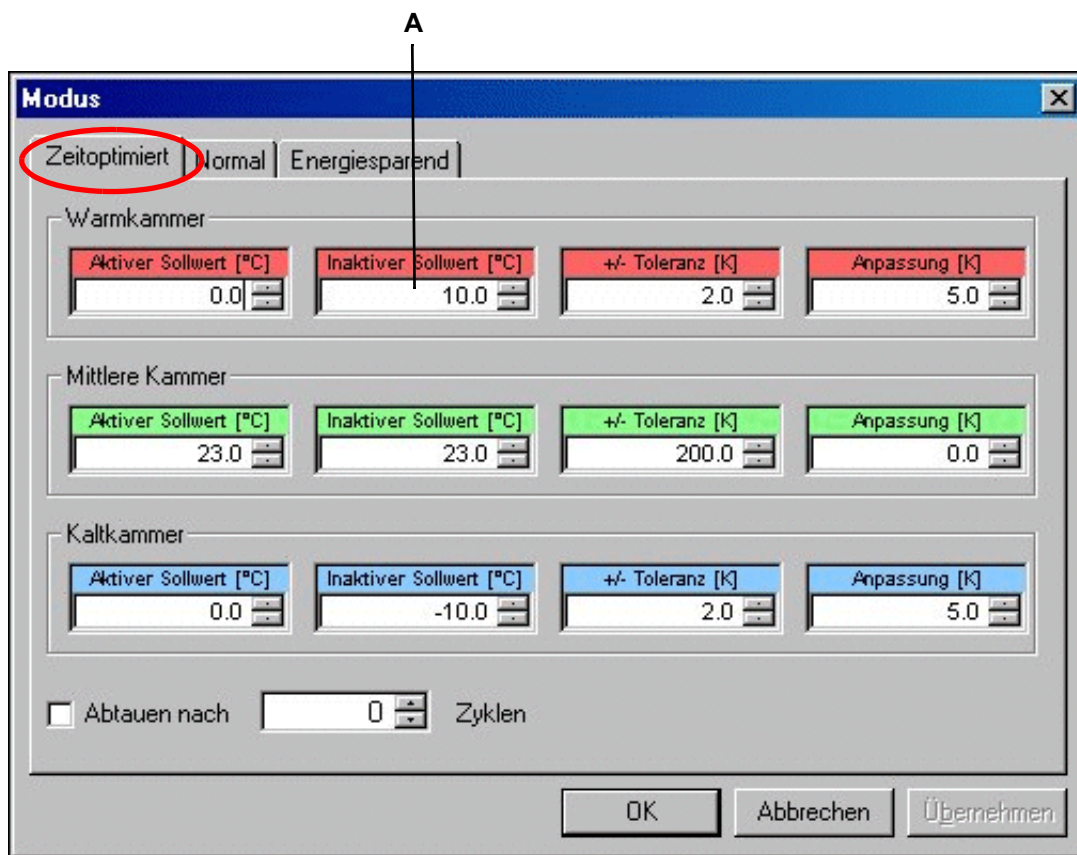 A
Modus
Zeitoptimiert Normal Energiesparend
Warmkammer
Aktiver Sollwert [°C] Inaktiver Sollwert [°C] +/- Toleranz [K] Anpassung [K]
0.0 10.0 2.0 5.0
Mittlere Kammer
Aktiver Sollwert [°C] Inaktiver Sollwert [°C] +/- Toleranz [K] Anpassung [K]
23.0 23.0 200.0 0.0
Kaltkammer
Aktiver Sollwert [°C] Inaktiver Sollwert [°C] +/- Toleranz [K] Anpassung [K]
0.0 -10.0 2.0 5.0
Abtauen nach 0 Zyklen
OK Abbrechen Übernehmen